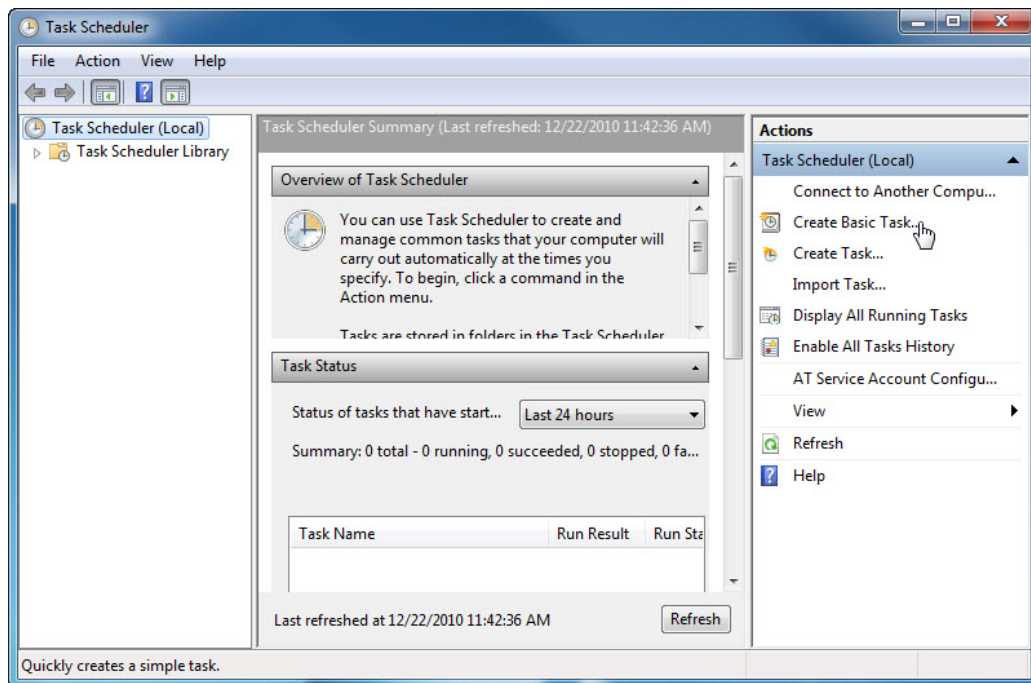 Task Scheduler
File Action View Help
Task Scheduler (Local)
Task Scheduler Library
Task Scheduler Summary (Last refreshed: 12/22/2010 11:42:36 AM)
Overview of Task Scheduler
You can use Task Scheduler to create and
manage common tasks that your computer will
carry out automatically at the times you
specify. To begin, click a command in the
Action menu.
Tasks are stored in folders in the Task Scheduler
Task Status
Status of tasks that have start... Last 24 hours
Summary: 0 total - 0 running, 0 succeeded, 0 stopped, 0 fa...
Task Name Run Result Run Sta
Last refreshed at 12/22/2010 11:42:36 AM Refresh
Actions
Task Scheduler (Local)
Connect to Another Compu...
Create Basic Task...
Create Task...
Import Task...
Display All Running Tasks
Enable All Tasks History
AT Service Account Configu...
View
Refresh
Help
Quickly creates a simple task.